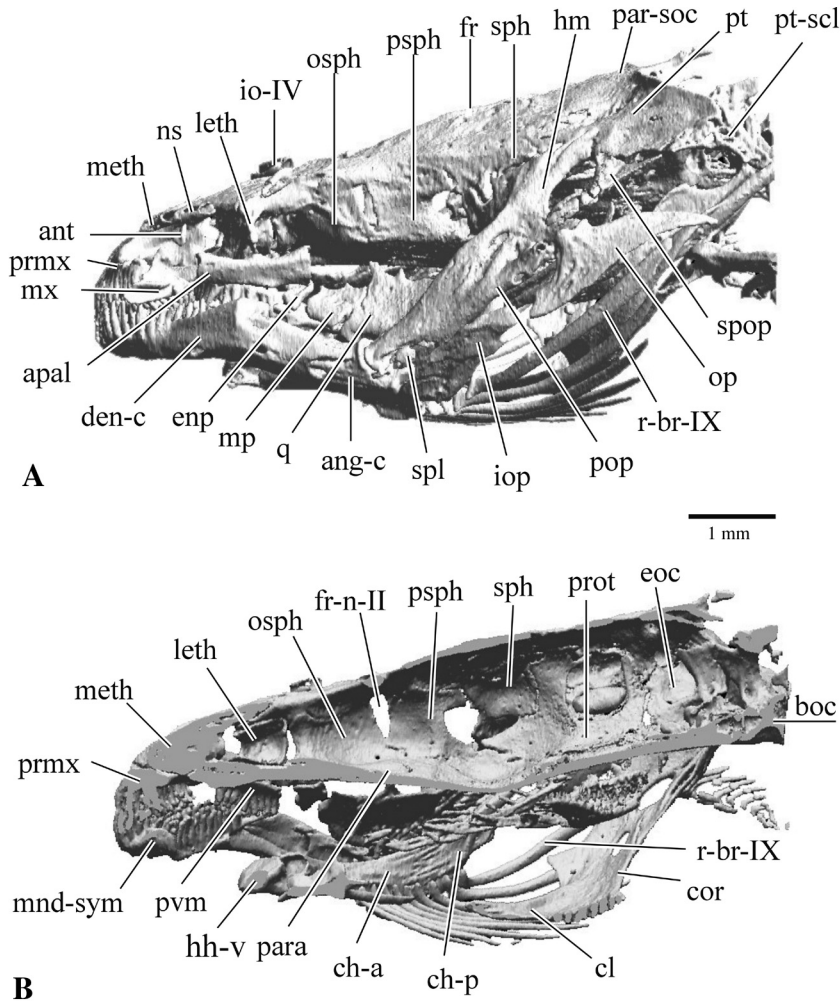 par-soc
hm
pt
pt-scl
fr
sph
psph
osph
io-IV
leth
ns
meth
ant
prmx
mx
apal
den-c
enp
mp
q
ang-c
spl
iop
pop
r-br-IX
op
spop
A
1 mm
eoc
prot
sph
psph
fr-n-II
osph
leth
meth
boc
prmx
r-br-IX
cor
mnd-sym
pvm
hh-v
para
ch-a
ch-p
cl
B